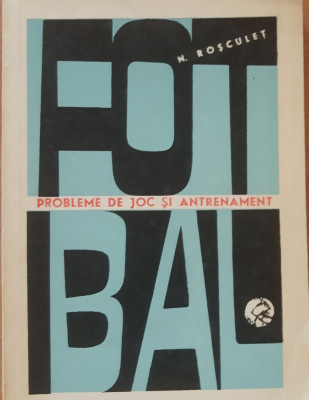 FOT
N. ROȘCULEȚ
PROBLEME DE JOC ȘI ANTRENAMENT
BAL